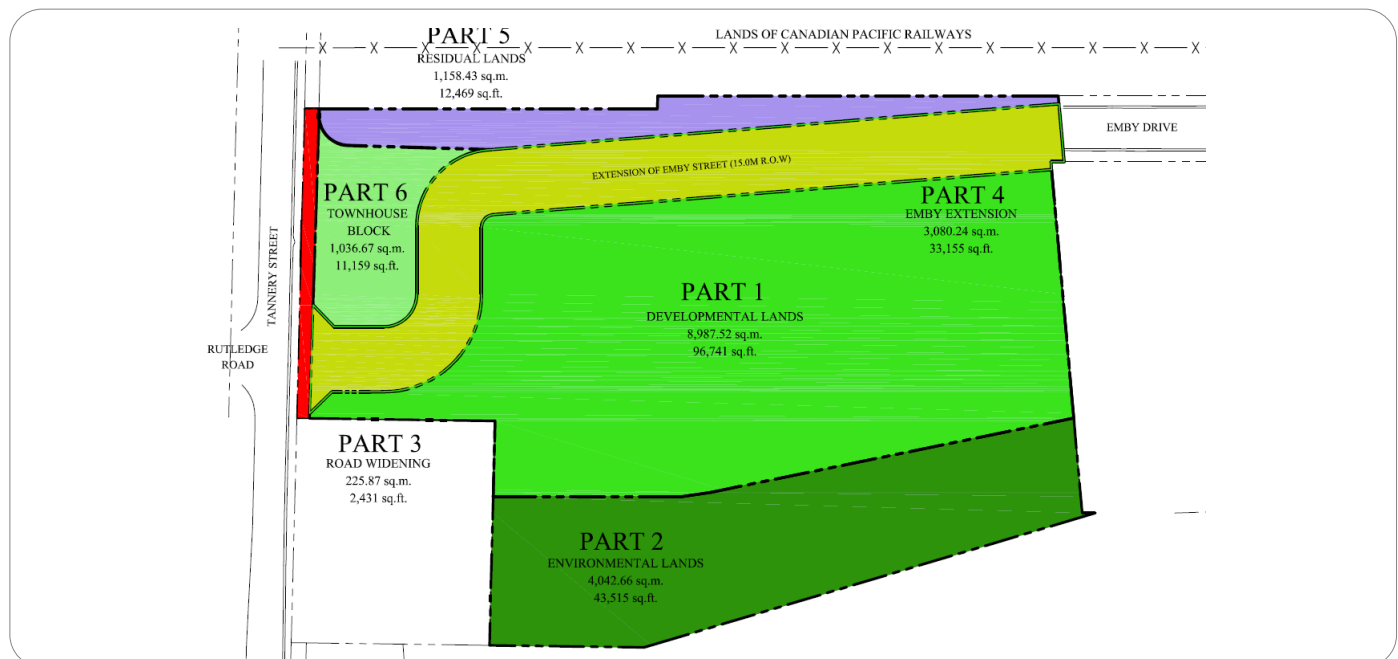 PART 5
RESIDUAL LANDS
1,158.43 sq.m.
12,469 sq.ft.
LANDS OF CANADIAN PACIFIC RAILWAYS
EMBY DRIVE
EXTENSION OF EMBY STREET (15.0M R.O.W)
PART 6
TOWNHOUSE
BLOCK
1,036.67 sq.m.
11,159 sq.ft.
PART 4
EMBY EXTENSION
3,080.24 sq.m.
33,155 sq.ft.
TANNERY STREET
PART 1
DEVELOPMENTAL LANDS
8,987.52 sq.m.
96,741 sq.ft.
RUTLEDGE
ROAD
PART 3
ROAD WIDENING
225.87 sq.m.
2,431 sq.ft.
PART 2
ENVIRONMENTAL LANDS
4,042.66 sq.m.
43,515 sq.ft.